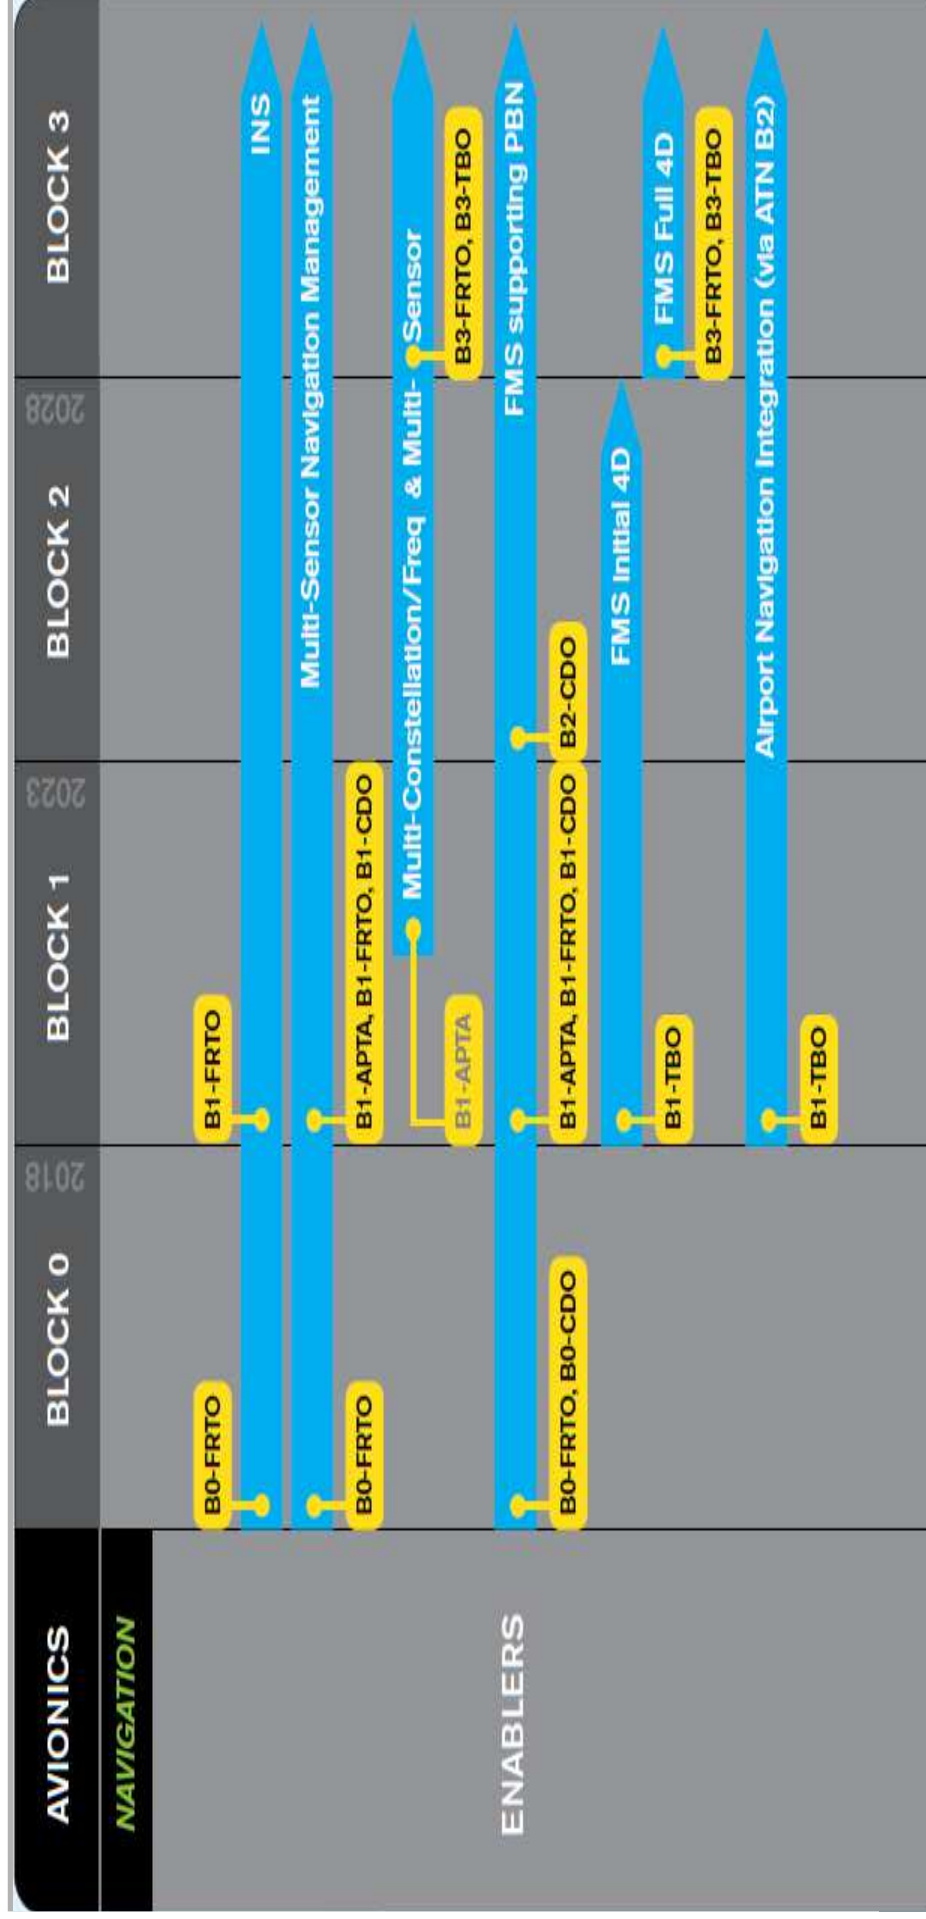 AVIONICS
BLOCK 0
2018
BLOCK 1
2023
BLOCK 2
2028
BLOCK 3
NAVIGATION
ENABLERS
B0-FRTO
B1-FRTO
INS
Multi-Sensor Navigation Management
B0-FRTO
B1-APTA, B1-FRTO, B1-CDO
Multi-Constellation/Freq & Multi- Sensor
B1-APTA
B3-FRTO, B3-TBO
FMS supporting PBN
B0-FRTO, B0-CDO
B1-APTA, B1-FRTO, B1-CDO
B2-CDO
FMS Initial 4D
B1-TBO
FMS Full 4D
B3-FRTO, B3-TBO
Airport Navigation Integration (via ATN B2)
B1-TBO